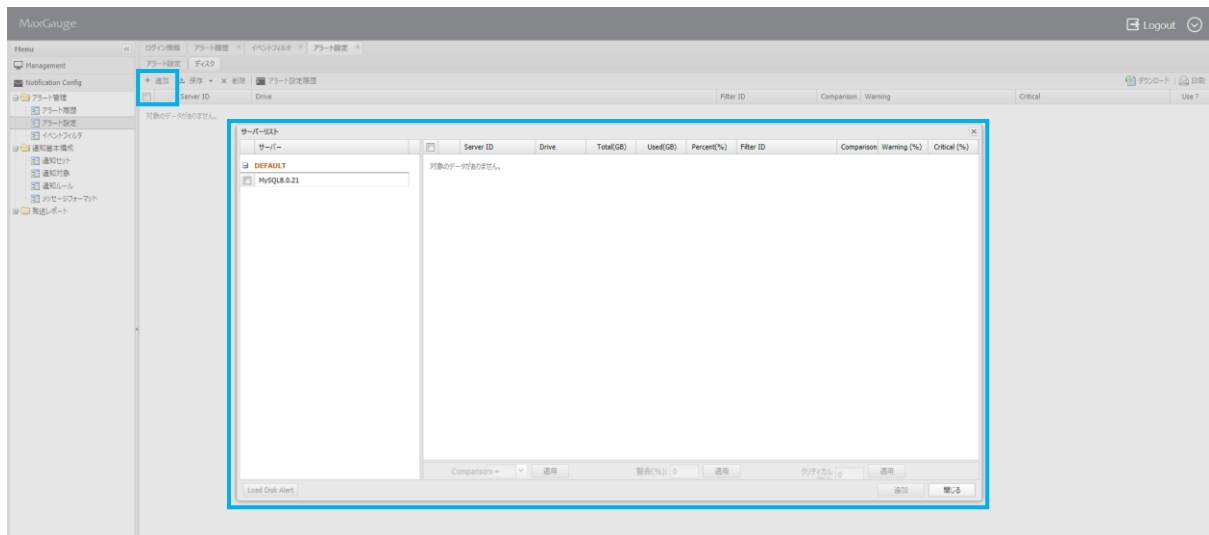 MaxGauge
Logout
Menu
ログイン情報 アラート履歴 イベントフィルタ アラート設定
Management
アラート設定 ディスク
Notification Config
+ 追加 保存 × 削除 アラート設定履歴 ダウンロード 印刷
アラート管理
Server ID Drive Filter ID Comparison Warning Critical Use ?
アラート履歴
対象のデータがありません。
アラート設定
イベントフィルタ
通知基本構成
通知セット
通知対象
通知ルール
メッセージフォーマット
発送レポート
サーバーリスト
サーバー
Server ID Drive Total(GB) Used(GB) Percent(%) Filter ID Comparison Warning (%) Critical (%)
DEFAULT
対象のデータがありません。
MySQL8.0.21
Comparison 適用 警告(%): 0 適用 クリティカル 0 適用
Load Disk Alert 追加 閉じる